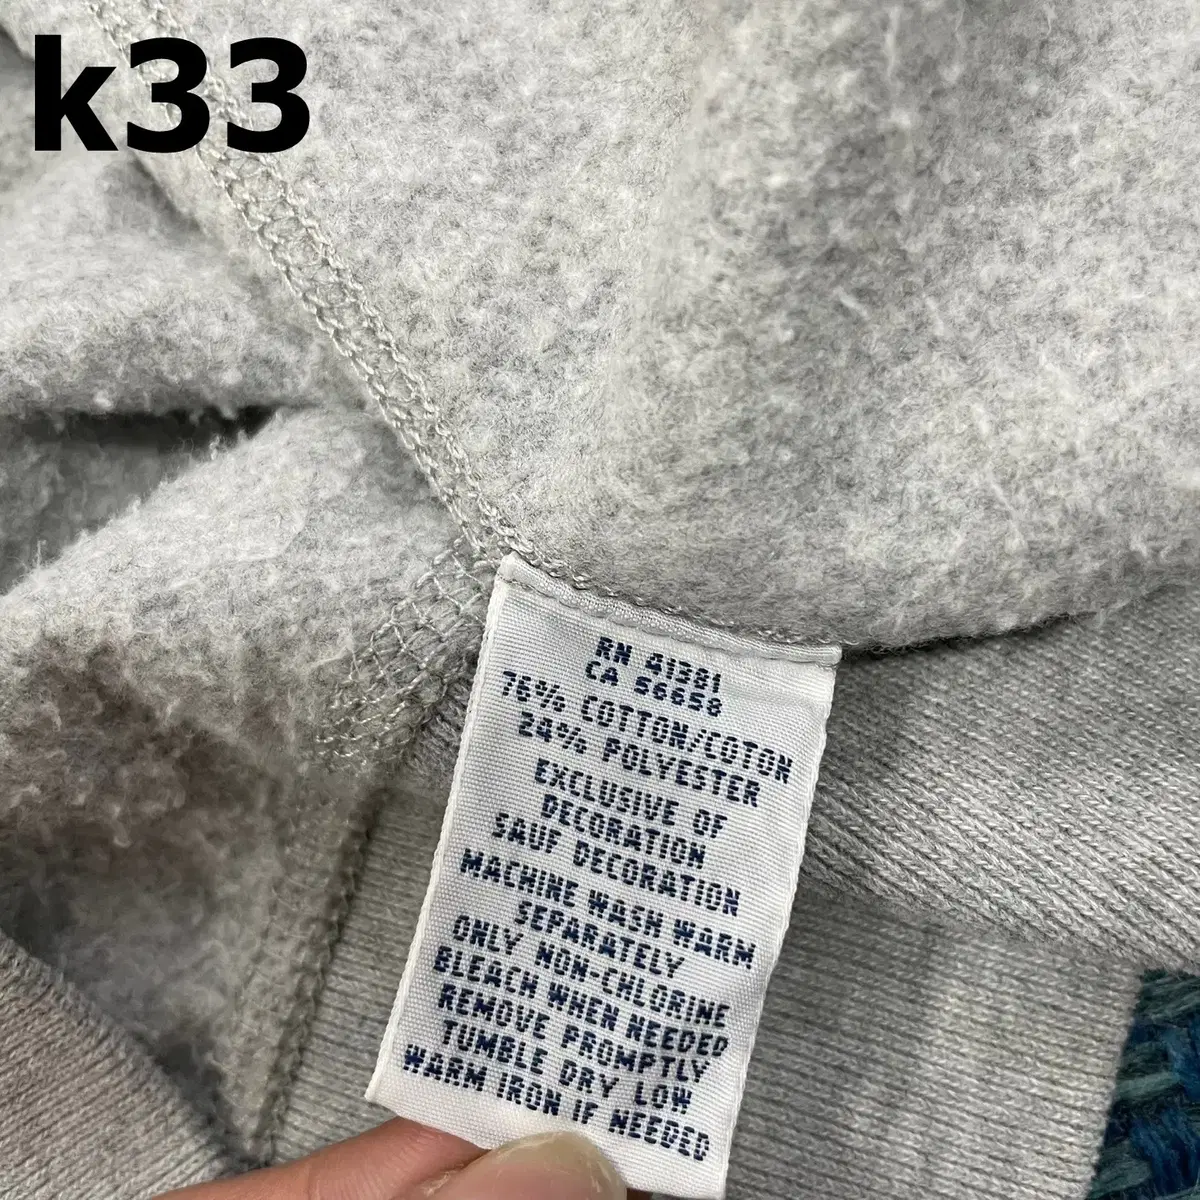 k33
RN 41381
CA 56658
76% COTTON/COTON
24% POLYESTER
EXCLUSIVE OF
DECORATION
SAUF DECORATION
MACHINE WASH WARM
SEPARATELY
ONLY NON-CHLORINE
BLEACH WHEN NEEDED
REMOVE PROMPTLY
TUMBLE DRY LOW
WARM IRON IF NEEDED